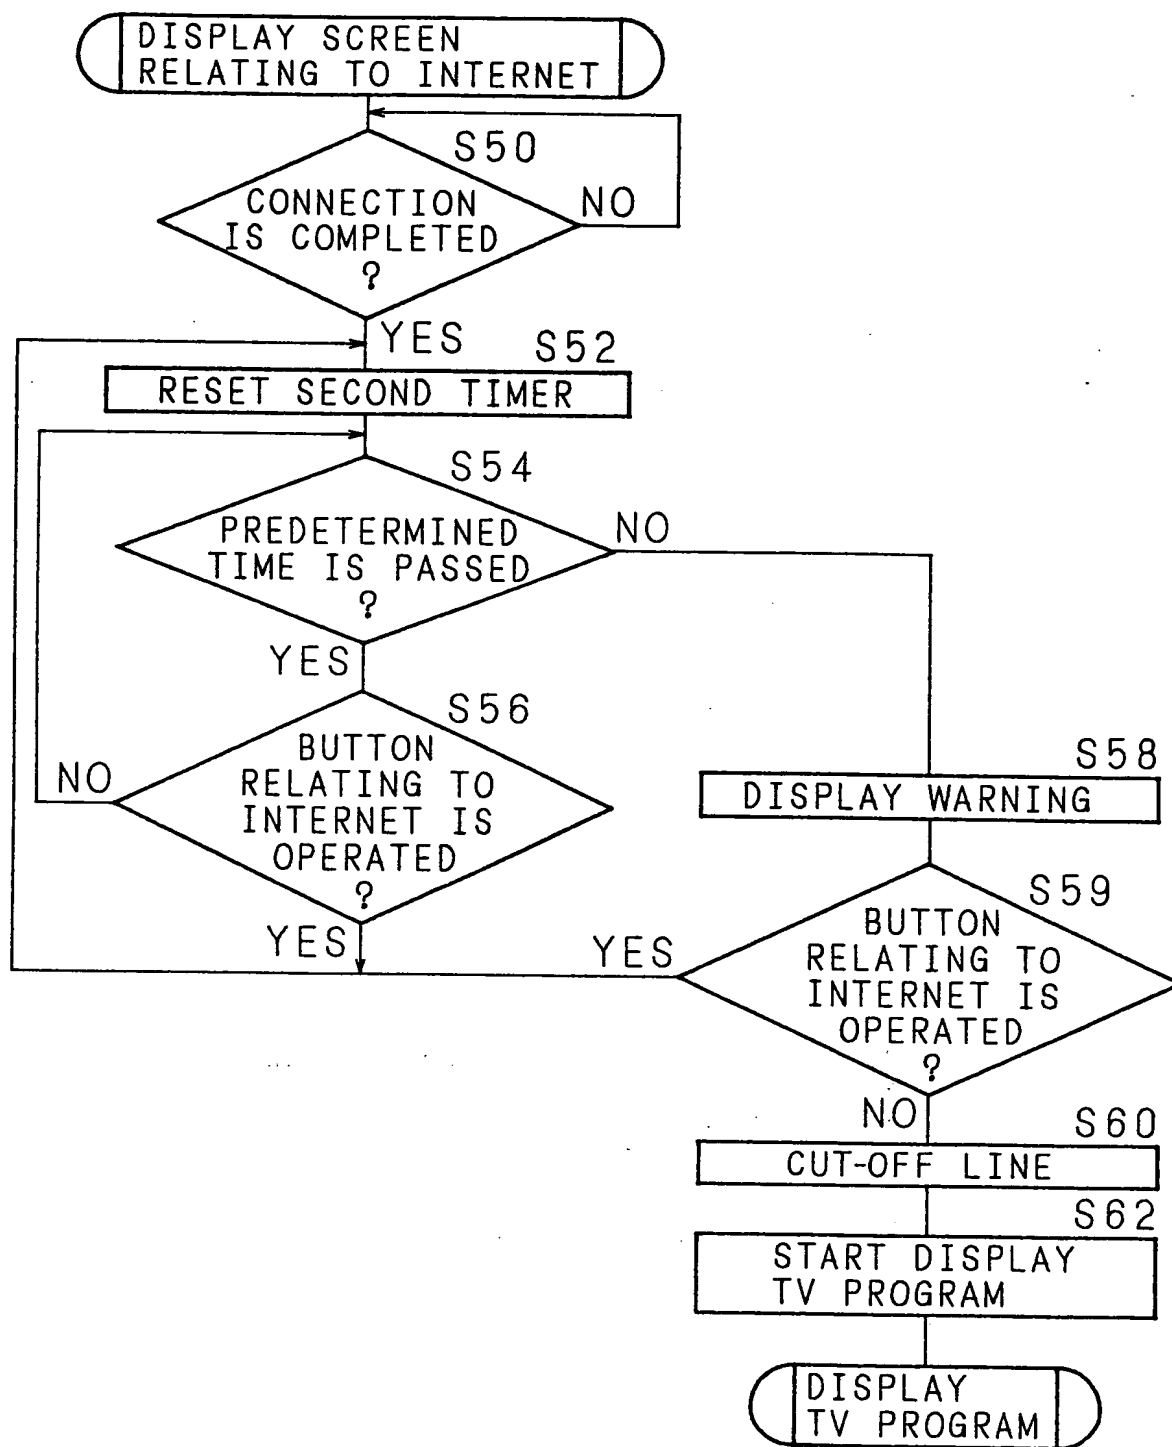 DISPLAY SCREEN
RELATING TO INTERNET
S50
CONNECTION
IS COMPLETED
?
NO
YES
S52
RESET SECOND TIMER
S54
PREDETERMINED
TIME IS PASSED
?
NO
YES
S56
BUTTON
RELATING TO
INTERNET IS
OPERATED
?
NO
YES
S58
DISPLAY WARNING
S59
BUTTON
RELATING TO
INTERNET IS
OPERATED
?
YES
NO
S60
CUT-OFF LINE
S62
START DISPLAY
TV PROGRAM
DISPLAY
TV PROGRAM